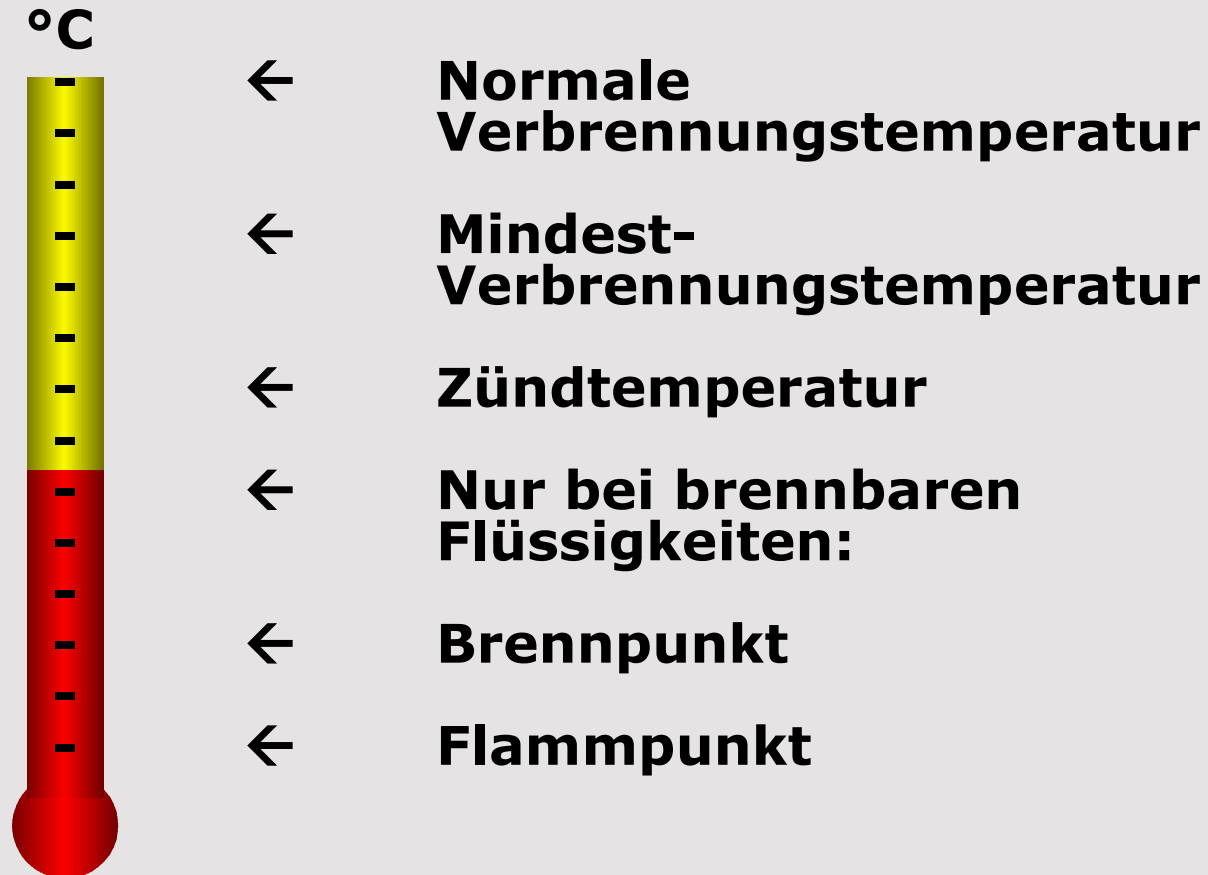 °C
← Normale
Verbrennungstemperatur
← Mindest-
Verbrennungstemperatur
← Zündtemperatur
← Nur bei brennbaren
Flüssigkeiten:
← Brennpunkt
← Flammpunkt